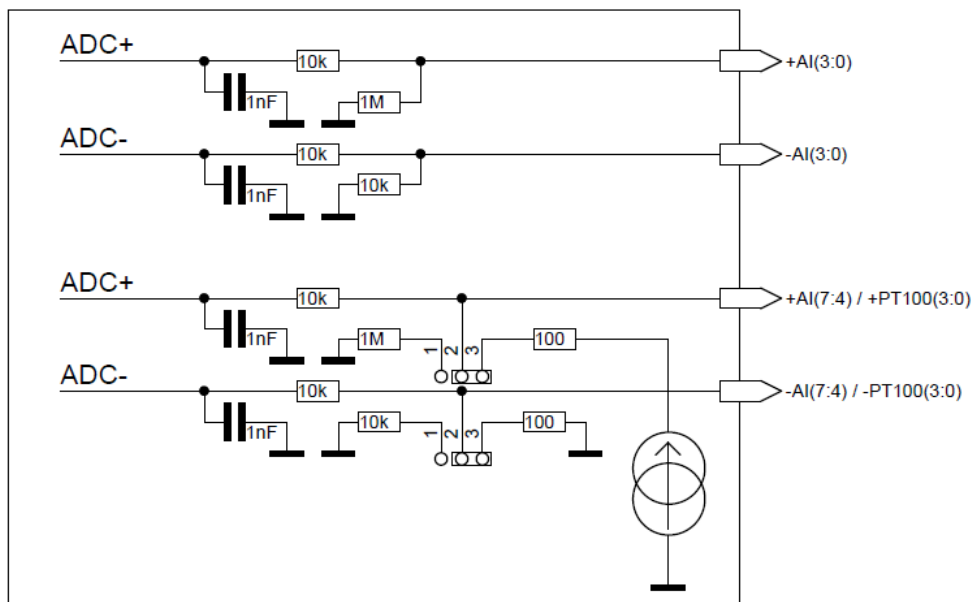 ADC+
10k
+AI(3:0)
1nF
1M
ADC-
10k
-AI(3:0)
1nF
10k
ADC+
10k
+AI(7:4) / +PT100(3:0)
1nF
1M
1
2
3
100
ADC-
10k
-AI(7:4) / -PT100(3:0)
1nF
10k
1
2
3
100